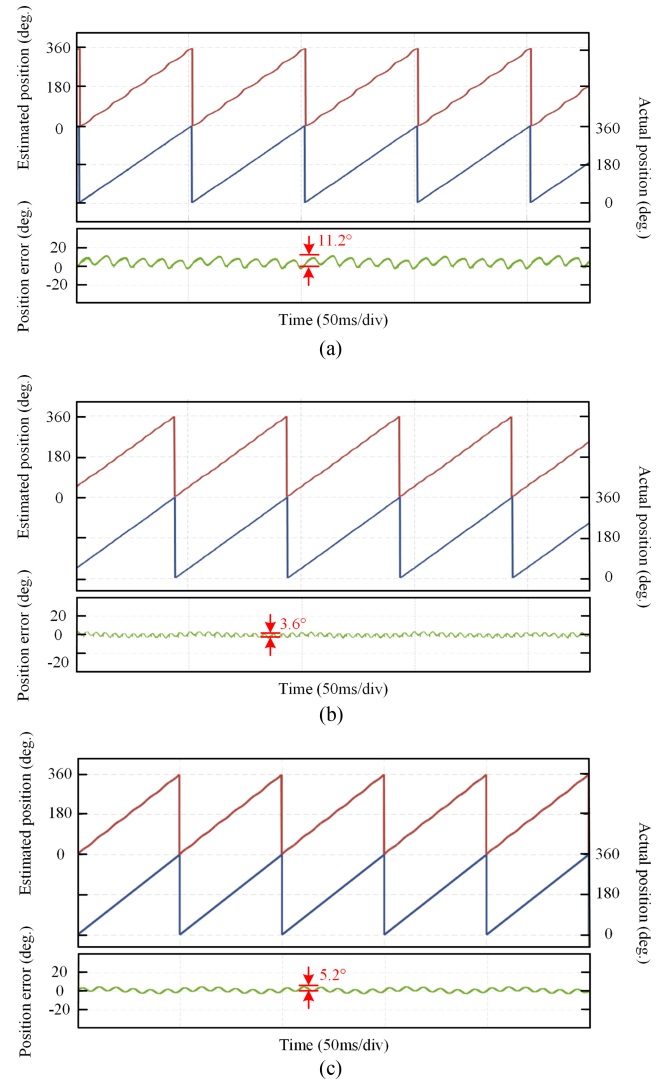 Estimated position (deg.)
360
180
0
Actual position (deg.)
360
180
0
Position error (deg.)
20
0
-20
11.2°
Time (50ms/div)
(a)
Estimated position (deg.)
360
180
0
Actual position (deg.)
360
180
0
Position error (deg.)
20
0
-20
3.6°
Time (50ms/div)
(b)
Estimated position (deg.)
360
180
0
Actual position (deg.)
360
180
0
Position error (deg.)
20
0
-20
5.2°
Time (50ms/div)
(c)